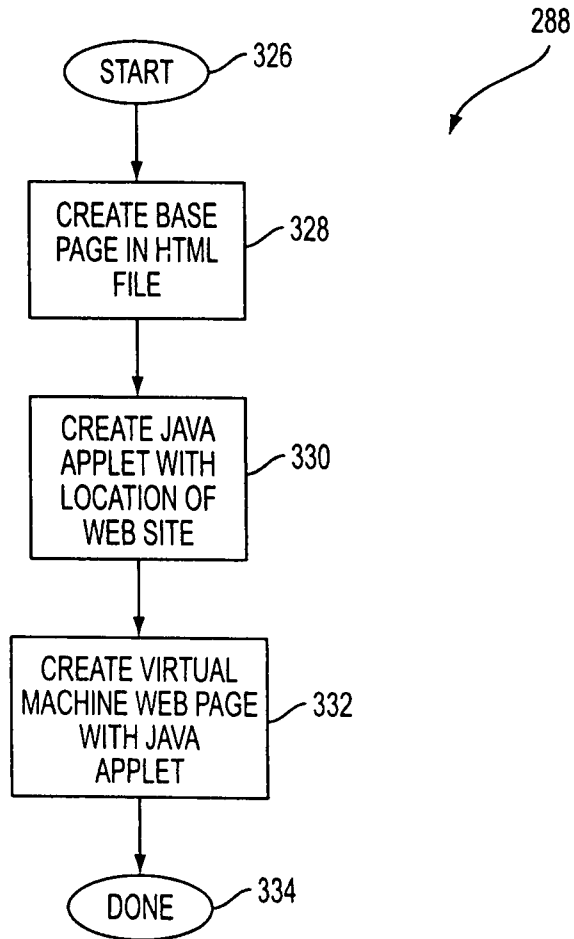 288
START
326
CREATE BASE
PAGE IN HTML
FILE
328
CREATE JAVA
APPLET WITH
LOCATION OF
WEB SITE
330
CREATE VIRTUAL
MACHINE WEB PAGE
WITH JAVA
APPLET
332
DONE
334